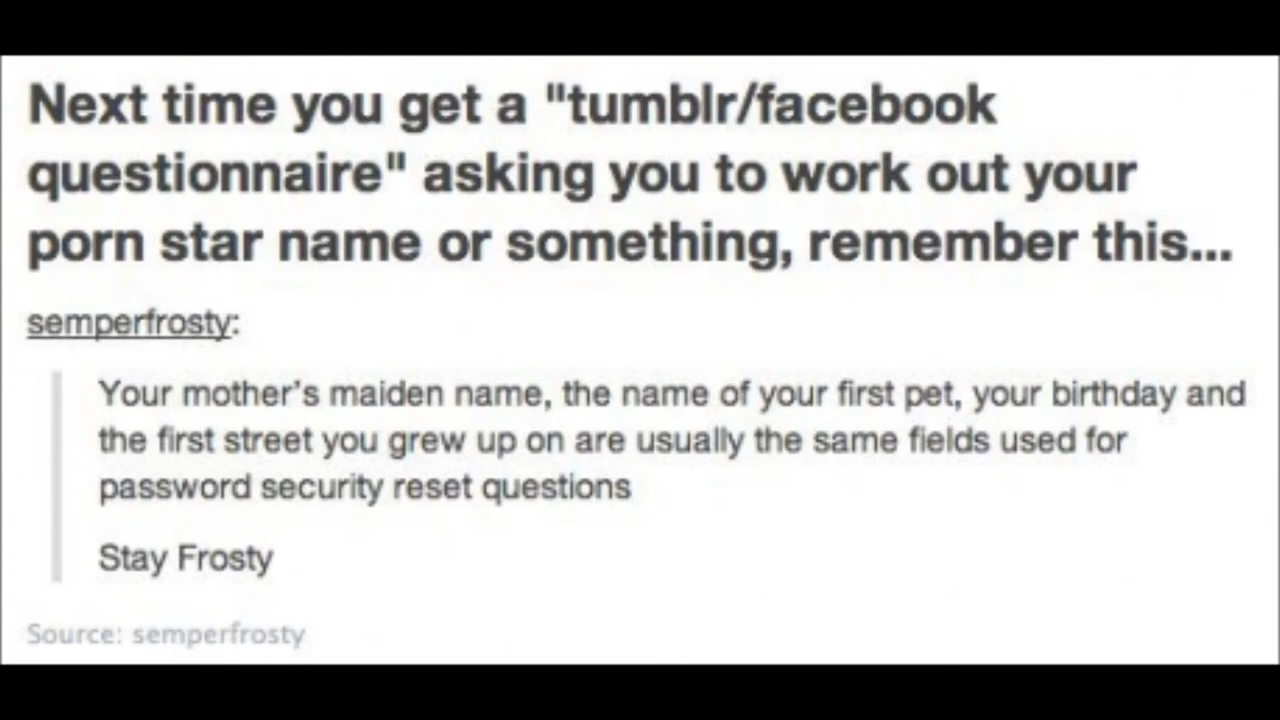 Next time you get a "tumblr/facebook
questionnaire" asking you to work out your
porn star name or something, remember this...
semperfrosty:
Your mother's maiden name, the name of your first pet, your birthday and
the first street you grew up on are usually the same fields used for
password security reset questions
Stay Frosty
Source: semperfrosty